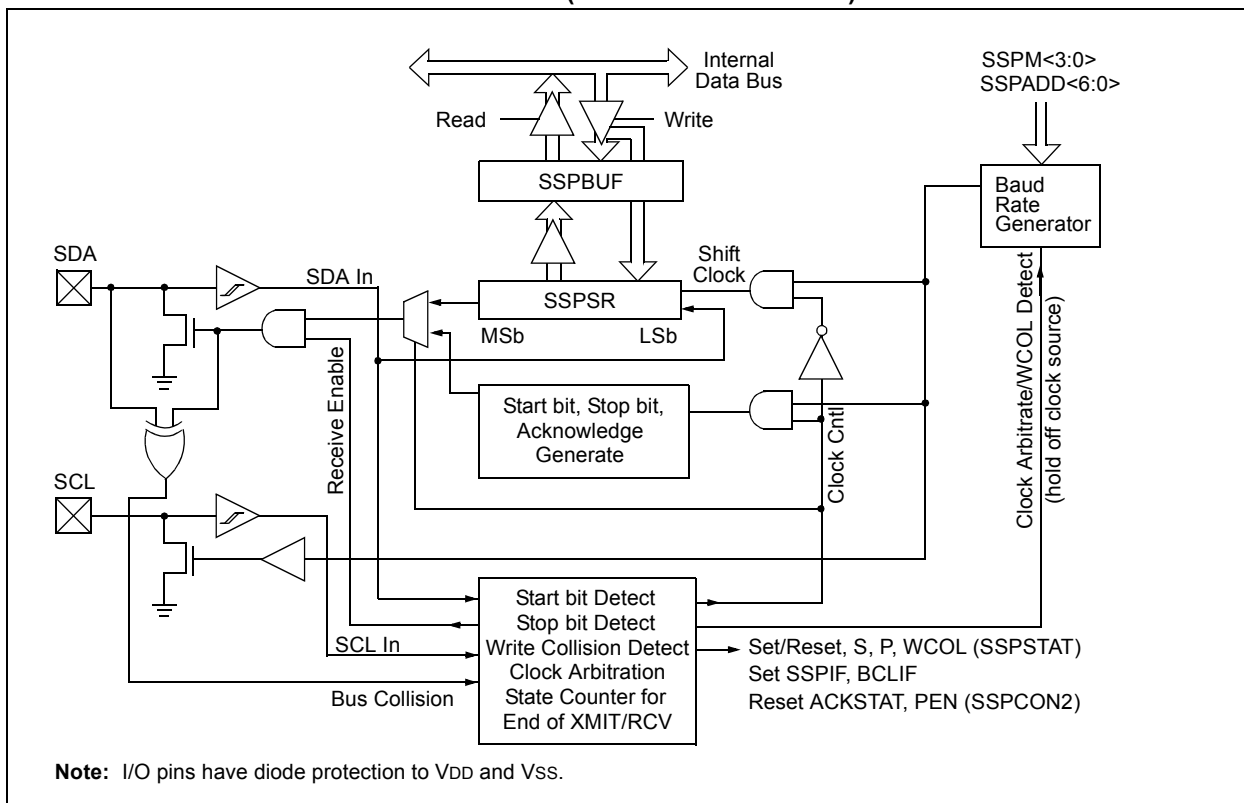 Internal
Data Bus
SSPM<3:0>
SSPADD<6:0>
Read
Write
SSPBUF
Baud
Rate
Generator
SDA
SDA In
Shift
Clock
SSPSR
MSb
LSb
Start bit, Stop bit,
Acknowledge
Generate
Receive Enable
Clock Cntl
Clock Arbitrate/WCOL Detect
(hold off clock source)
SCL
SCL In
Bus Collision
Start bit Detect
Stop bit Detect
Write Collision Detect
Clock Arbitration
State Counter for
End of XMIT/RCV
Set/Reset, S, P, WCOL (SSPSTAT)
Set SSPIF, BCLIF
Reset ACKSTAT, PEN (SSPCON2)
Note: I/O pins have diode protection to VDD and VSS.